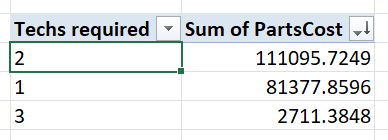 Techs required Sum of PartsCost
2 111095.7249
1 81377.8596
3 2711.3848